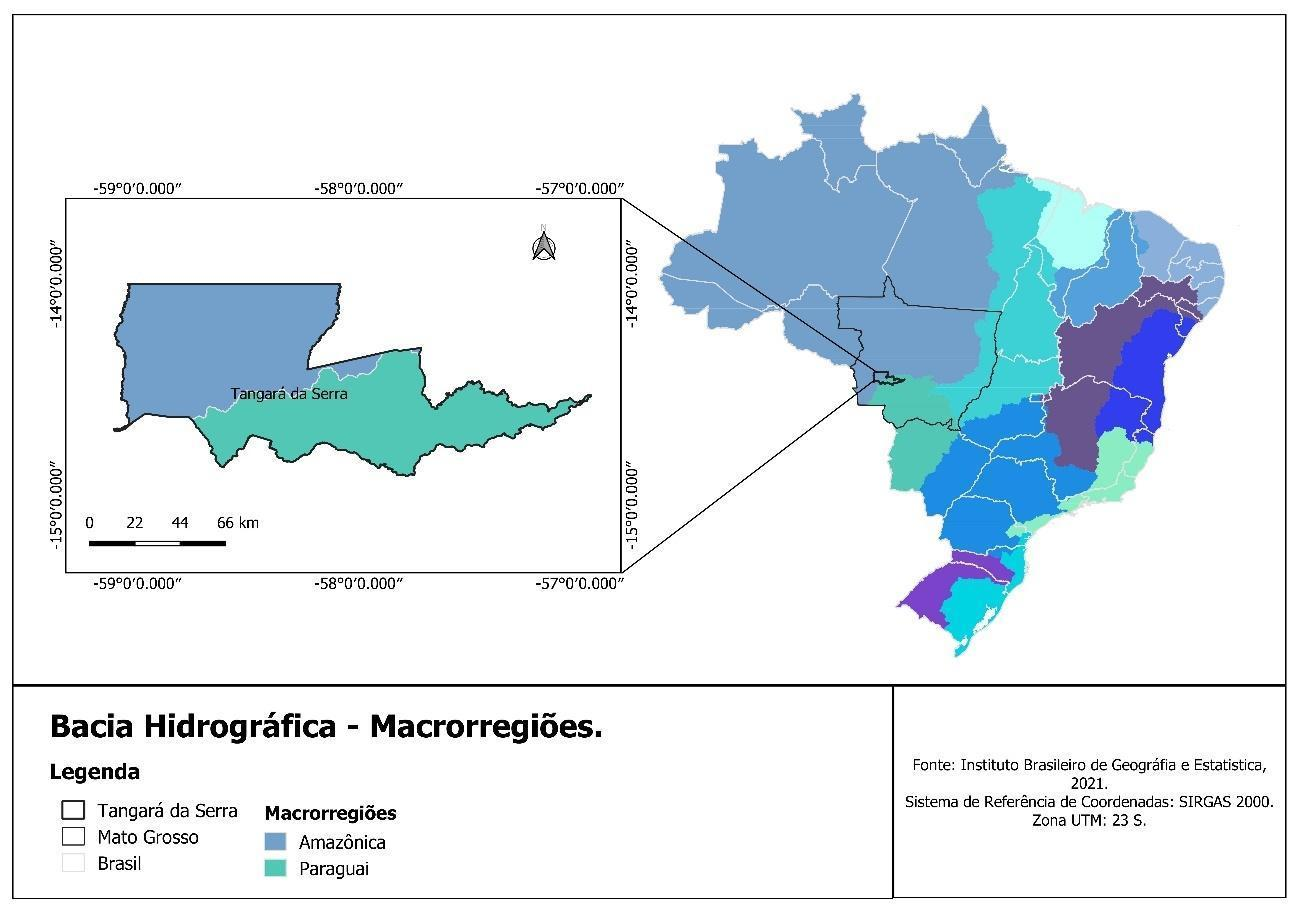 -59°0′0.000″ -58°0′0.000″ -57°0′0.000″
N
-14°0′0.000″ -14°0′0.000″
Tangará da Serra
-15°0′0.000″ -15°0′0.000″
0 22 44 66 km
-59°0′0.000″ -58°0′0.000″ -57°0′0.000″
Bacia Hidrográfica - Macrorregiões.
Legenda
Tangará da Serra
Mato Grosso
Brasil
Macrorregiões
Amazônica
Paraguai
Fonte: Instituto Brasileiro de Geográfia e Estatistica,
2021.
Sistema de Referência de Coordenadas: SIRGAS 2000.
Zona UTM: 23 S.